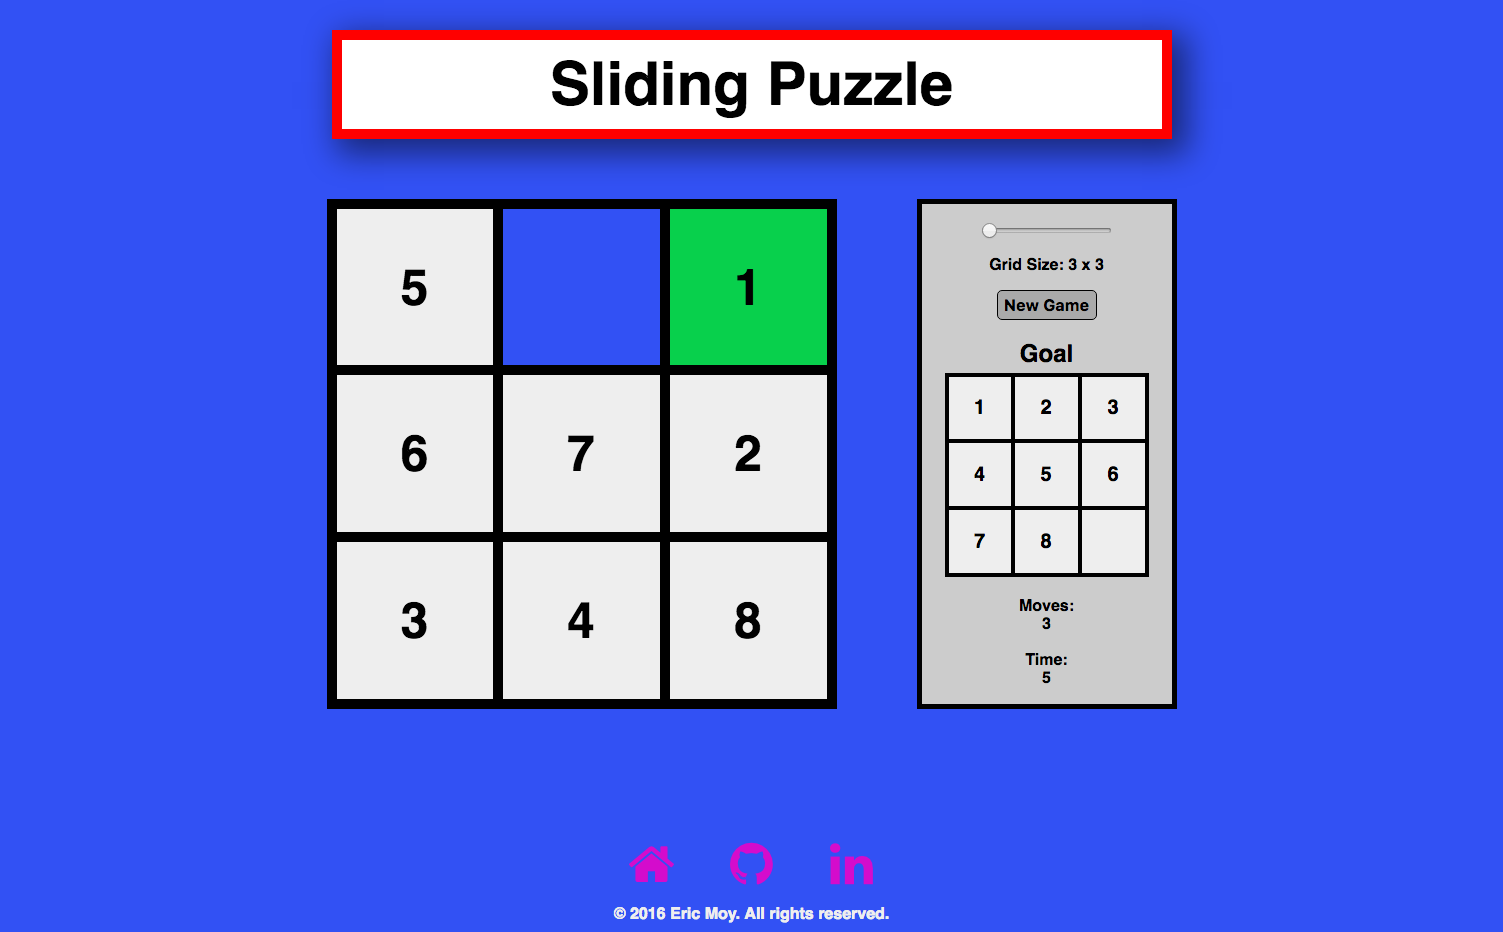 Sliding Puzzle
5 1
6 7 2
3 4 8
Grid Size: 3 x 3
New Game
Goal
1 2 3
4 5 6
7 8
Moves:
3
Time:
5
in
© 2016 Eric Moy. All rights reserved.